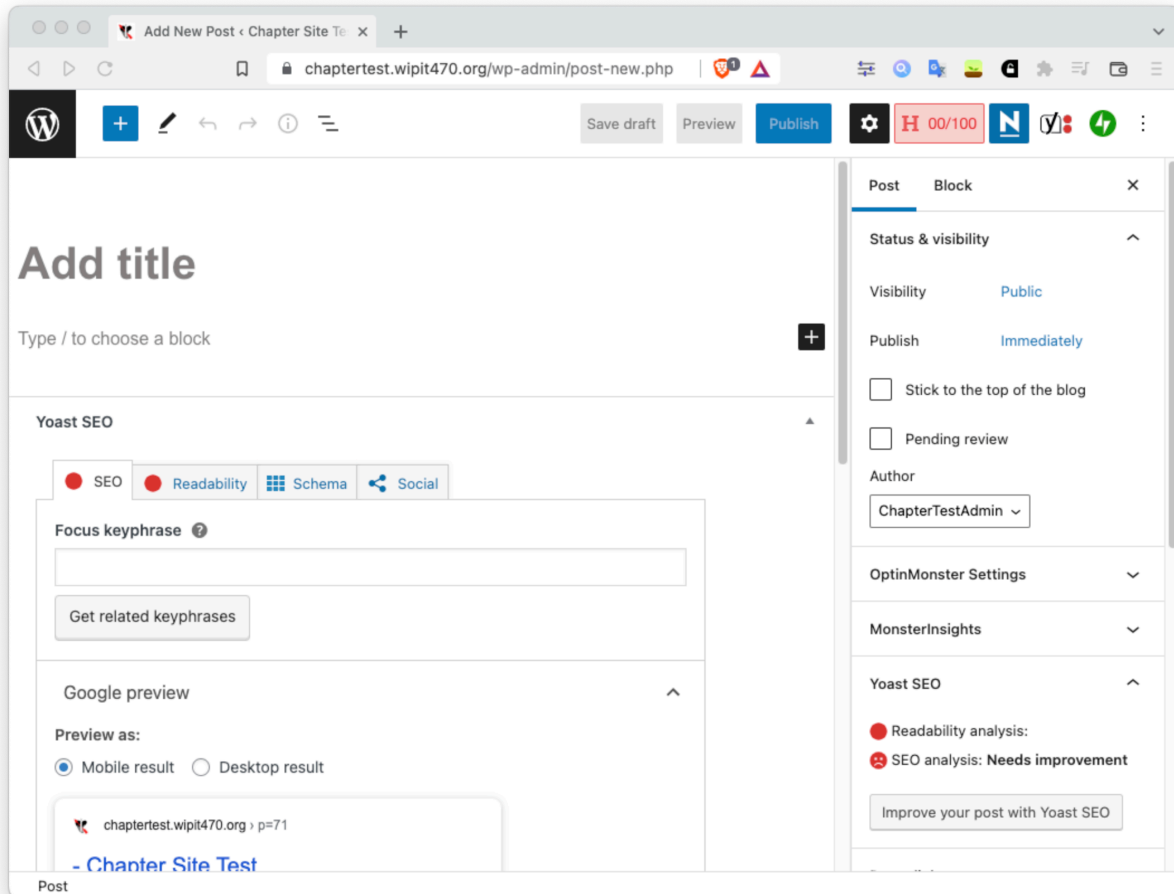 Add New Post ‹ Chapter Site Te
chaptertest.wipit470.org/wp-admin/post-new.php
1
Save draft
Preview
Publish
H 00/100
N
Post
Block
Add title
Type / to choose a block
Status & visibility
Visibility
Public
Publish
Immediately
Stick to the top of the blog
Pending review
Author
ChapterTestAdmin
OptinMonster Settings
MonsterInsights
Yoast SEO
Readability analysis:
SEO analysis: Needs improvement
Improve your post with Yoast SEO
Yoast SEO
SEO
Readability
Schema
Social
Focus keyphrase
Get related keyphrases
Google preview
Preview as:
Mobile result
Desktop result
chaptertest.wipit470.org › p=71
- Chapter Site Test
Post